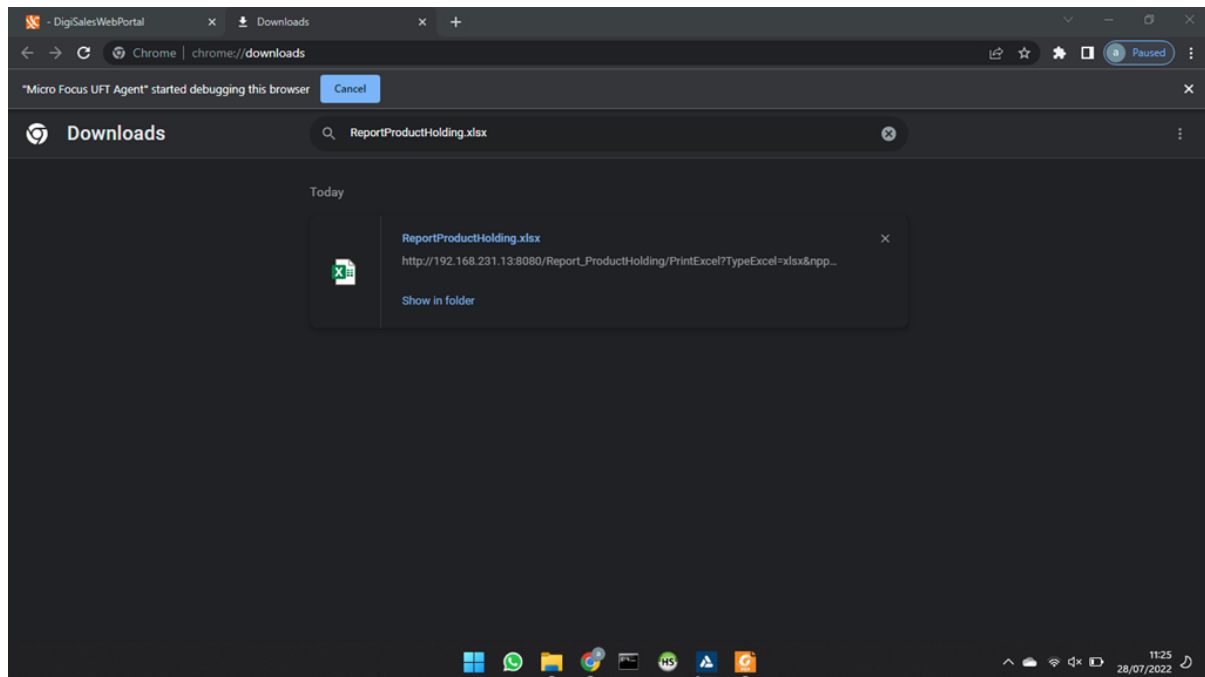 - DigiSalesWebPortal
Downloads
Chrome | chrome://downloads
a Paused
"Micro Focus UFT Agent" started debugging this browser Cancel
Downloads
ReportProductHolding.xlsx
Today
ReportProductHolding.xlsx
http://192.168.231.13:8080/Report_ProductHolding/PrintExcel?TypeExcel=xlsx&npp...
Show in folder
HS
11:25
28/07/2022